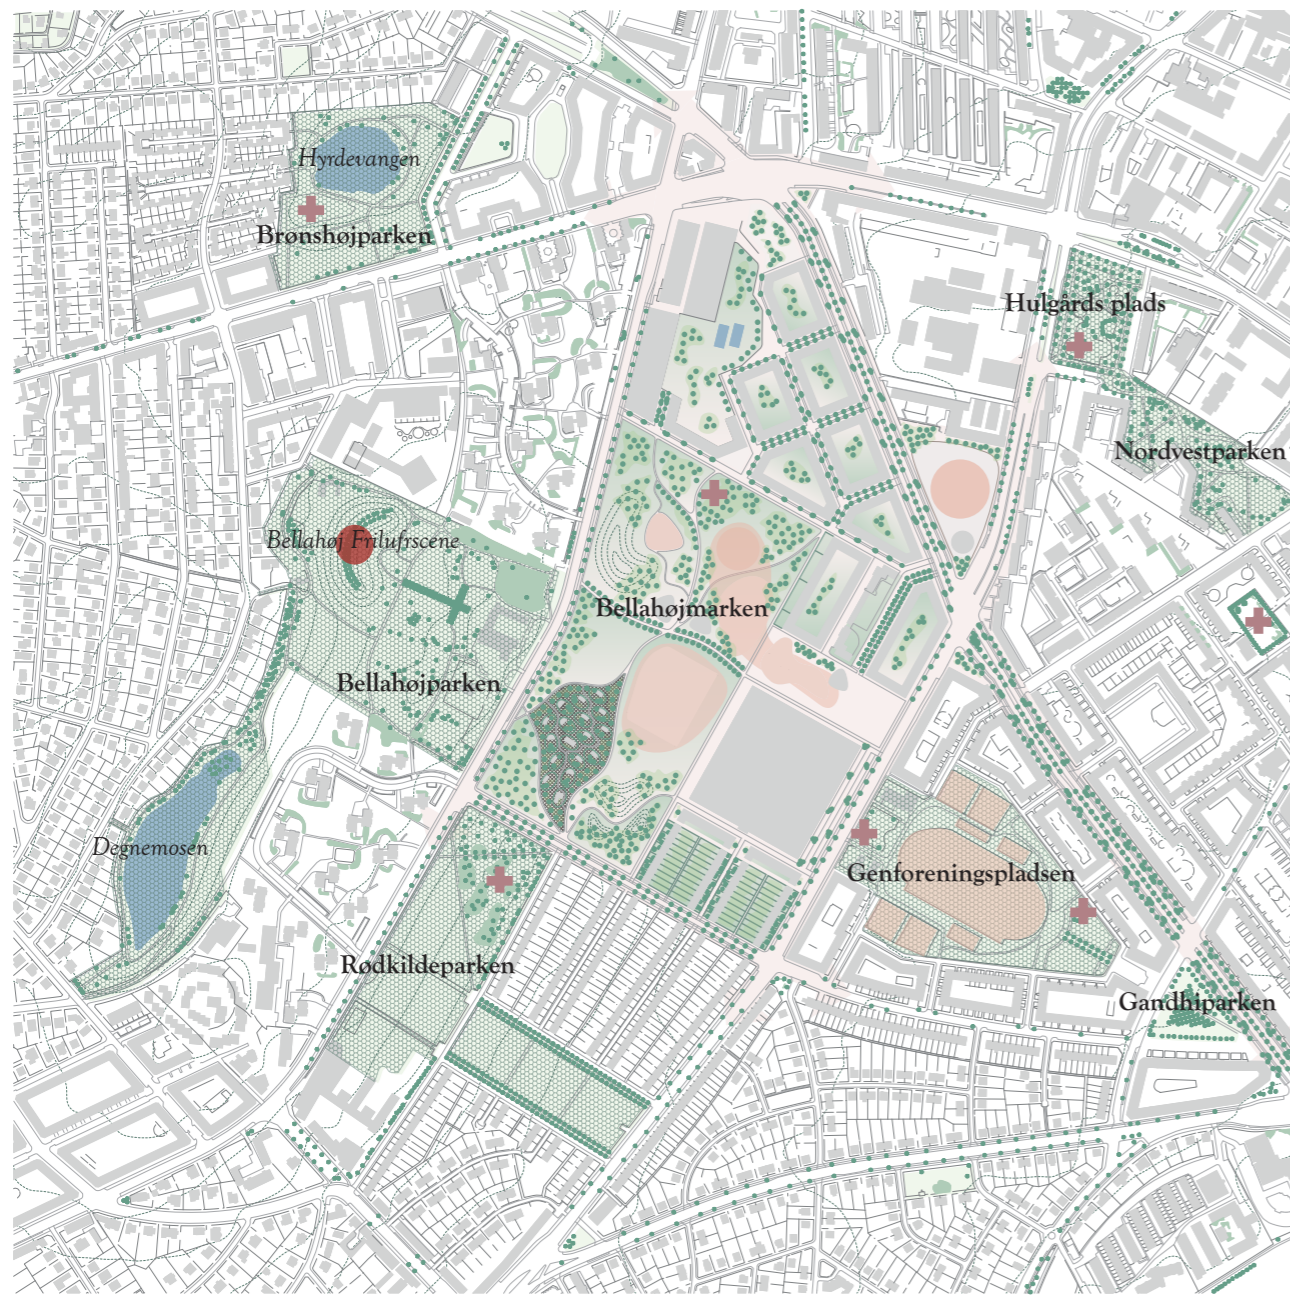 Hyrdevangen
Brønshøjparken
Hulgårds plads
Nordvestparken
Bellahøj Frilufrscene
Bellahøjmarken
Bellahøjparken
Degnemosen
Genforeningspladsen
Rødkildeparken
Gandhiparken